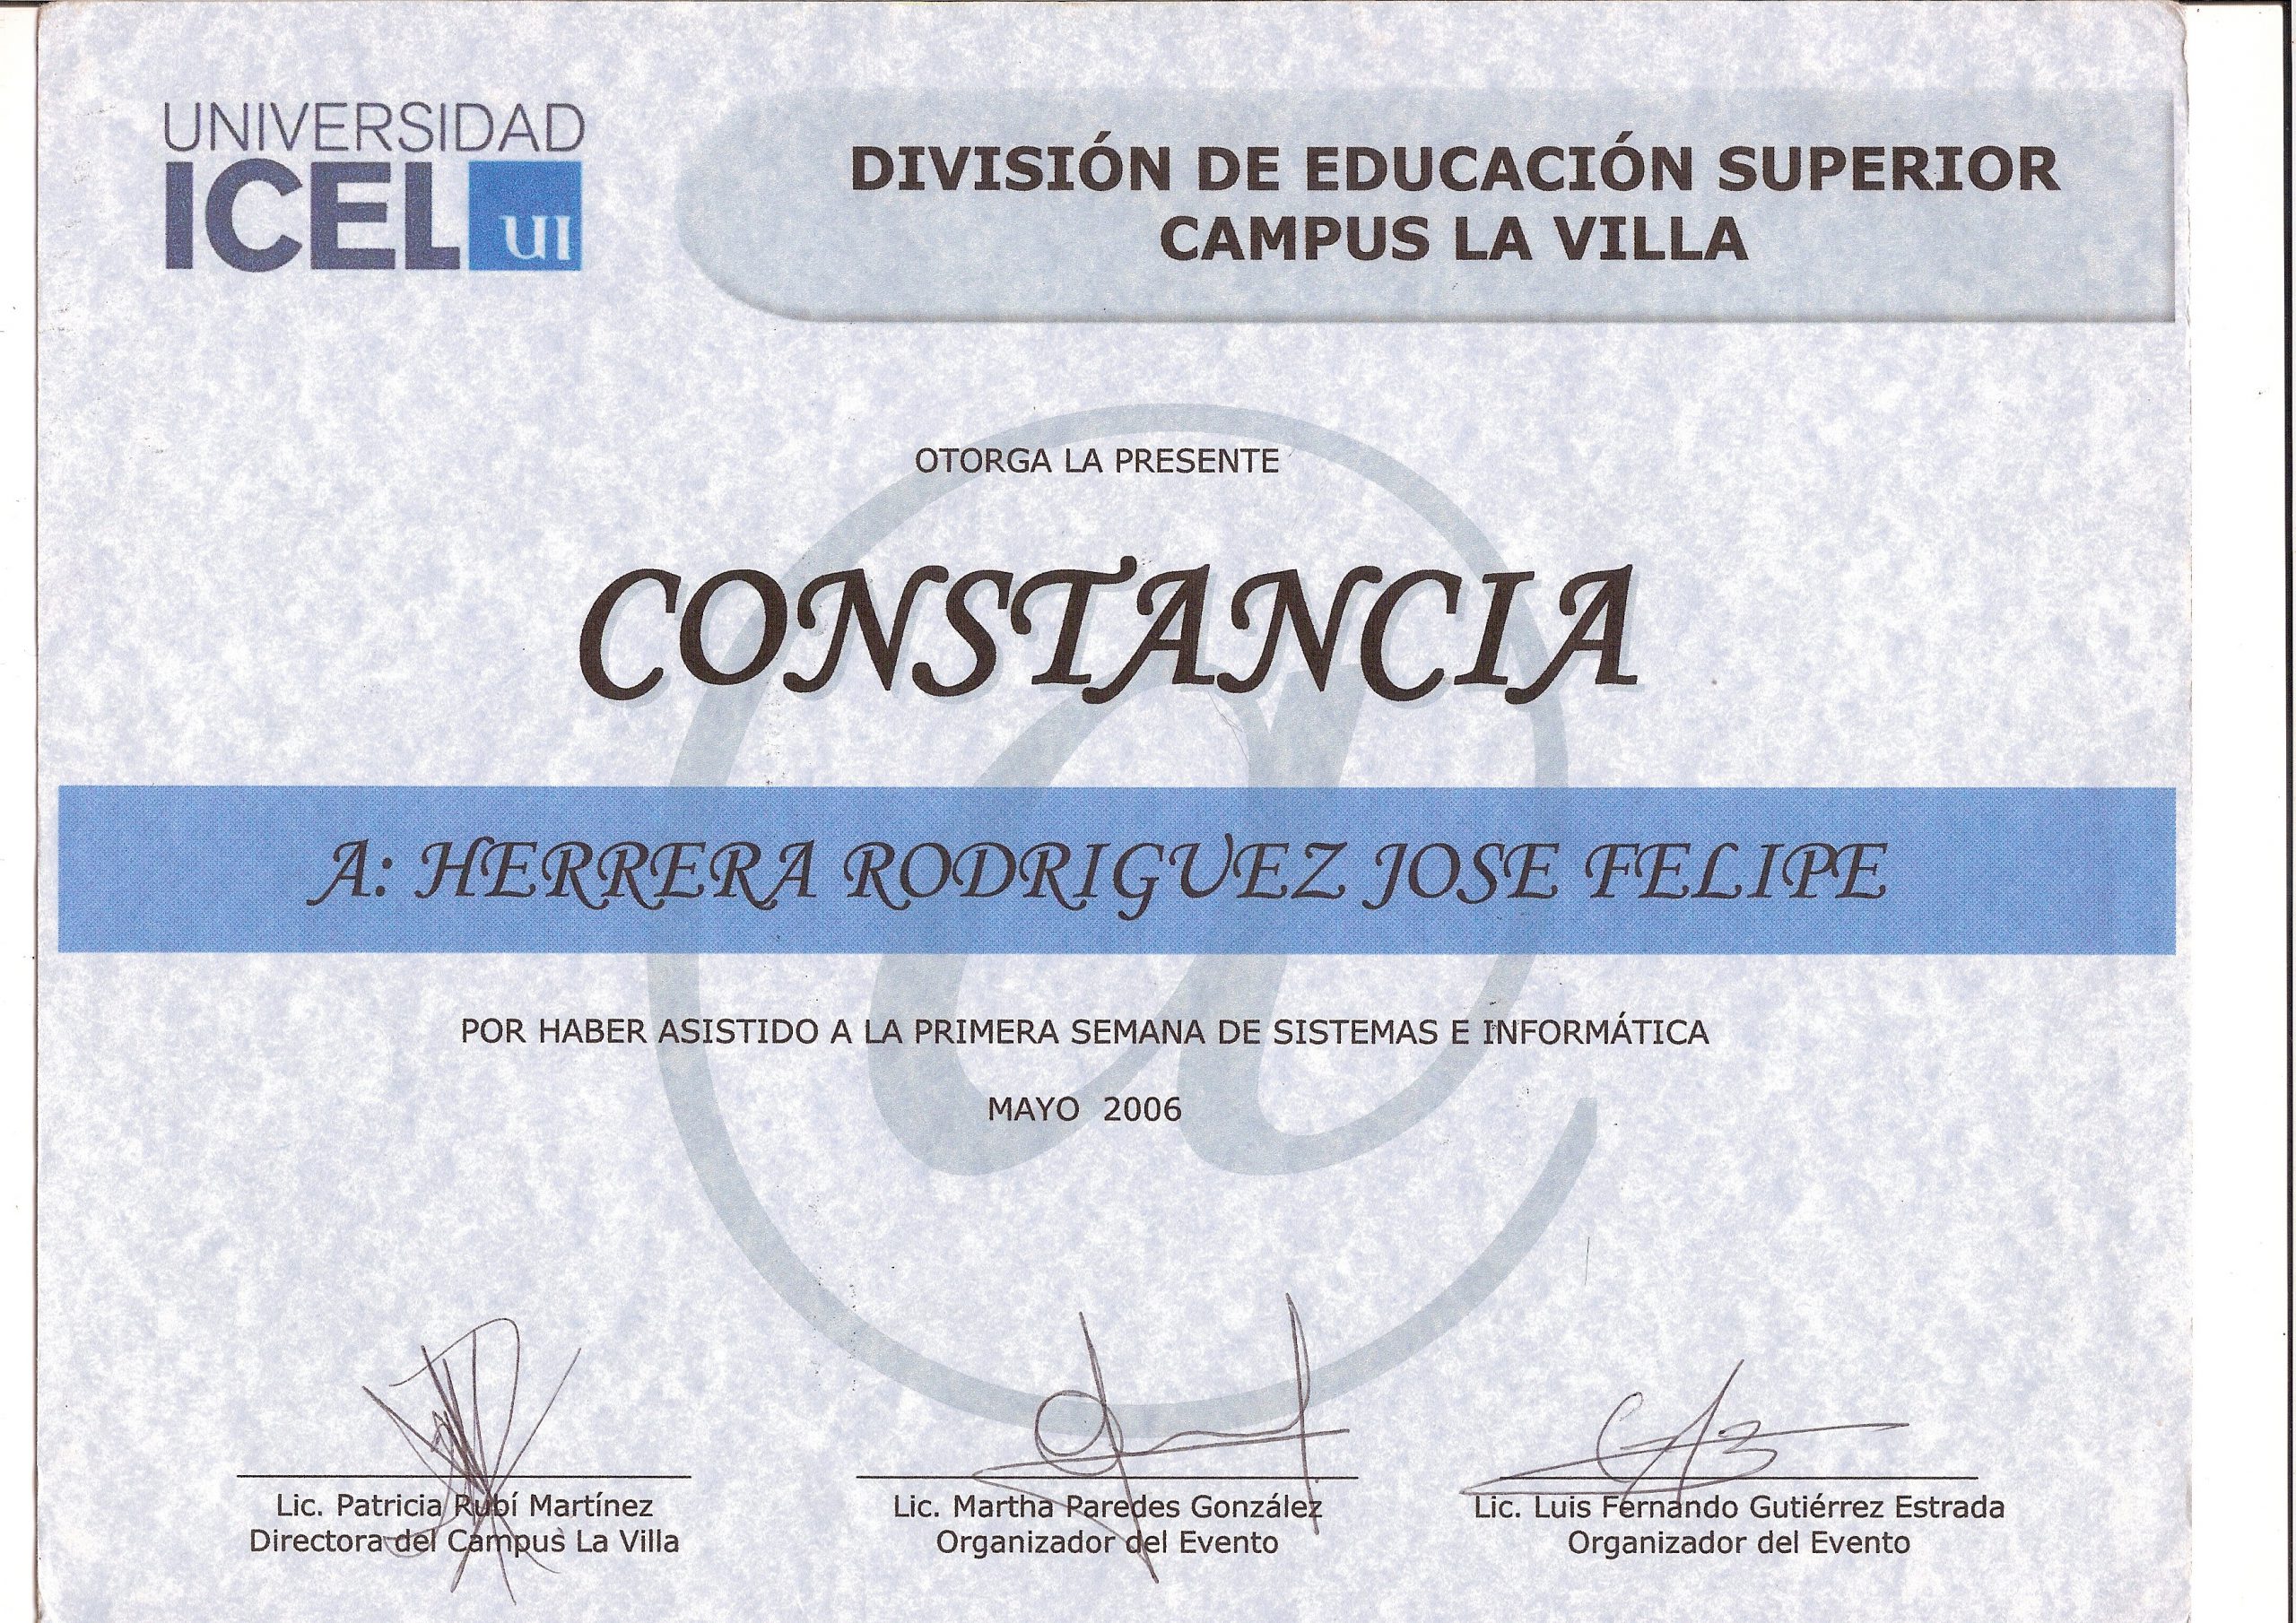 UNIVERSIDAD
ICEL UI
DIVISIÓN DE EDUCACIÓN SUPERIOR
CAMPUS LA VILLA
OTORGA LA PRESENTE
CONSTANCIA
A: HERRERA RODRIGUEZ JOSE FELIPE
POR HABER ASISTIDO A LA PRIMERA SEMANA DE SISTEMAS E INFORMÁTICA
MAYO 2006
Lic. Patricia Rubí Martínez
Directora del Campus La Villa
Lic. Martha Paredes González
Organizador del Evento
Lic. Luis Fernando Gutiérrez Estrada
Organizador del Evento